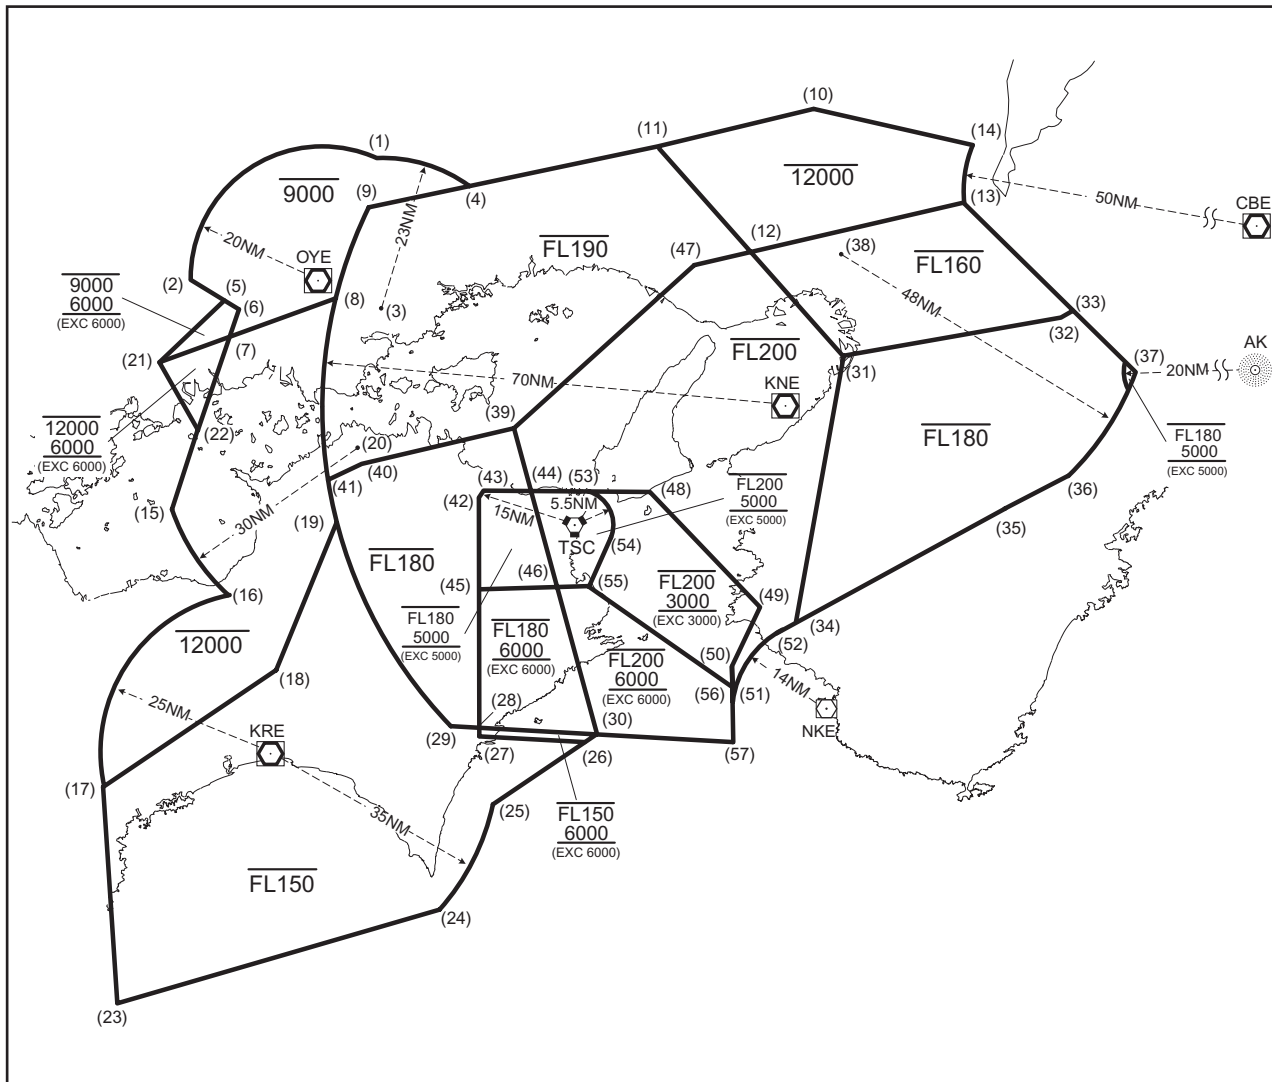 (10)
(11)
(14)
(1)
12000
9000
(9)
(4)
(13)
50NM
CBE
23NM
20NM
OYE
FL190
(47)
(12)
(38)
FL160
9000
6000
(EXC 6000)
(2)
(5)
(6)
(8)
(3)
48NM
(33)
(32)
(7)
(21)
FL200
(31)
(37)
20NM
AK
70NM
KNE
12000
6000
(EXC 6000)
(22)
(39)
(20)
(40)
FL180
FL180
5000
(EXC 5000)
(41)
(43)
(44)
(53)
(42)
(48)
FL200
5000
(EXC 5000)
(36)
(15)
30NM
(19)
15NM
5.5NM
TSC
(54)
(35)
FL180
(45)
(46)
(55)
FL200
3000
(EXC 3000)
(49)
(16)
FL180
5000
(EXC 5000)
FL180
6000
(EXC 6000)
(34)
(52)
12000
FL200
6000
(EXC 6000)
(50)
(18)
(56)
(51)
14NM
25NM
KRE
(28)
(30)
NKE
(29)
(27)
(26)
(57)
(17)
(25)
35NM
FL150
6000
(EXC 6000)
FL150
(24)
(23)